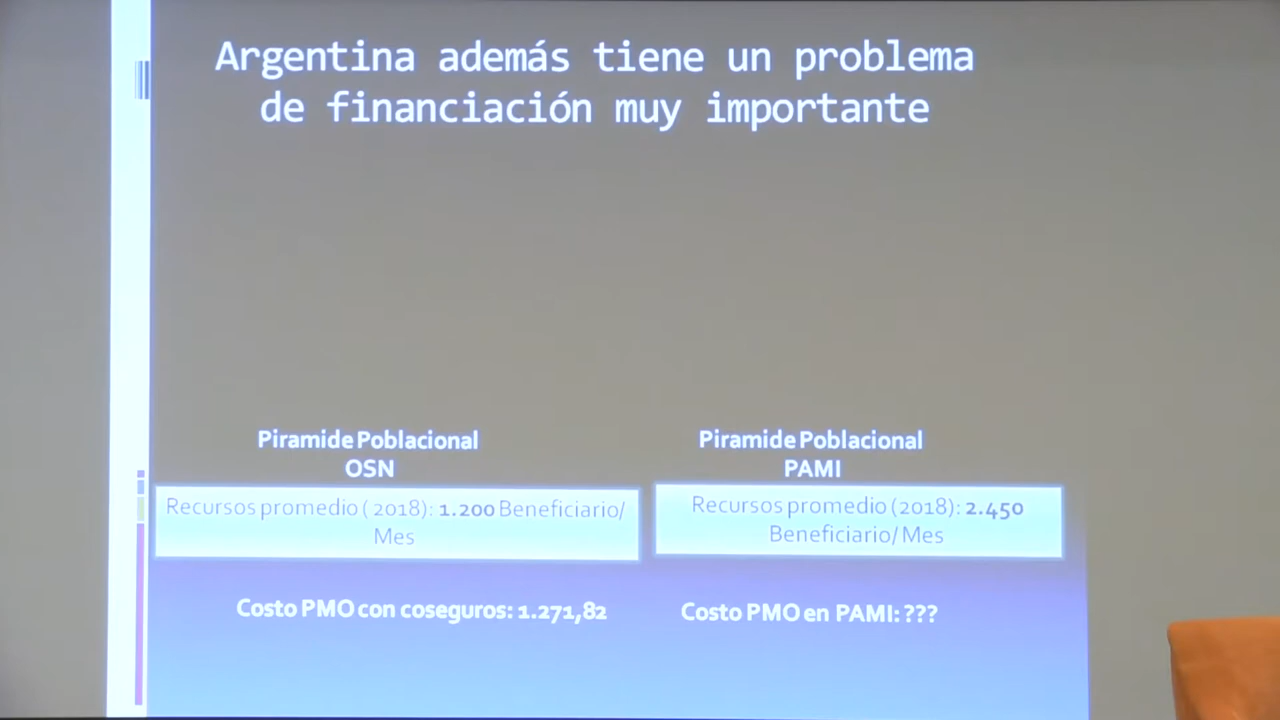 Argentina además tiene un problema
de financiación muy importante
Piramide Poblacional
OSN
Recursos promedio ( 2018): 1.200 Beneficiario/
Mes
Costo PMO con coseguros: 1.271,82
Piramide Poblacional
PAMI
Recursos promedio (2018): 2.450
Beneficiario/ Mes
Costo PMO en PAMI: ???